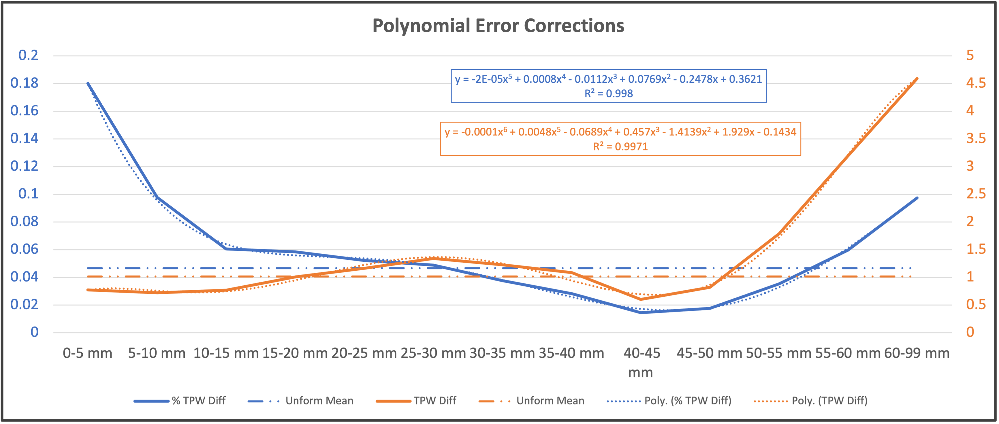 Polynomial Error Corrections
0.2
0.18
0.16
0.14
0.12
0.1
0.08
0.06
0.04
0.02
0
5
4.5
4
3.5
3
2.5
2
1.5
1
0.5
0
y = -2E-05x⁵ + 0.0008x⁴ - 0.0112x³ + 0.0769x² - 0.2478x + 0.3621
R² = 0.998
y = -0.0001x⁶ + 0.0048x⁵ - 0.0689x⁴ + 0.457x³ - 1.4139x² + 1.929x - 0.1434
R² = 0.9971
0-5 mm 5-10 mm 10-15 mm 15-20 mm 20-25 mm 25-30 mm 30-35 mm 35-40 mm 40-45 45-50 mm 50-55 mm 55-60 mm 60-99 mm
mm
% TPW Diff Unform Mean TPW Diff Unform Mean Poly. (% TPW Diff) Poly. (TPW Diff)